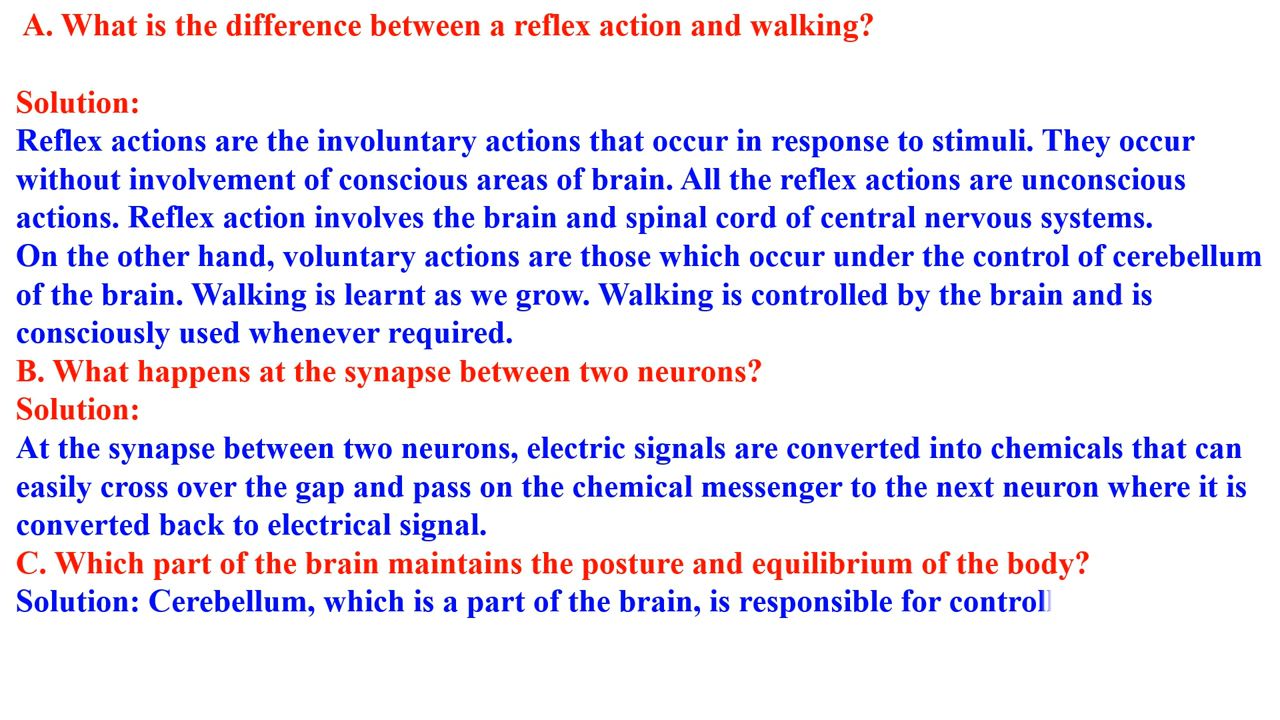 A. What is the difference between a reflex action and walking?
Solution:
Reflex actions are the involuntary actions that occur in response to stimuli. They occur
without involvement of conscious areas of brain. All the reflex actions are unconscious
actions. Reflex action involves the brain and spinal cord of central nervous systems.
On the other hand, voluntary actions are those which occur under the control of cerebellum
of the brain. Walking is learnt as we grow. Walking is controlled by the brain and is
consciously used whenever required.
B. What happens at the synapse between two neurons?
Solution:
At the synapse between two neurons, electric signals are converted into chemicals that can
easily cross over the gap and pass on the chemical messenger to the next neuron where it is
converted back to electrical signal.
C. Which part of the brain maintains the posture and equilibrium of the body?
Solution: Cerebellum, which is a part of the brain, is responsible for controll